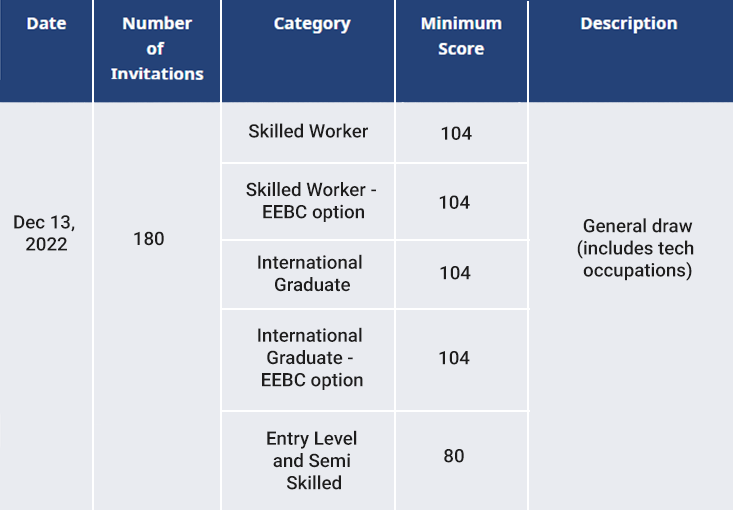 Date
Number
of
Invitations
Category
Minimum
Score
Description
Dec 13,
2022
180
Skilled Worker
104
Skilled Worker -
EEBC option
104
International
Graduate
104
International
Graduate -
EEBC option
104
Entry Level
and Semi
Skilled
80
General draw
(includes tech
occupations)